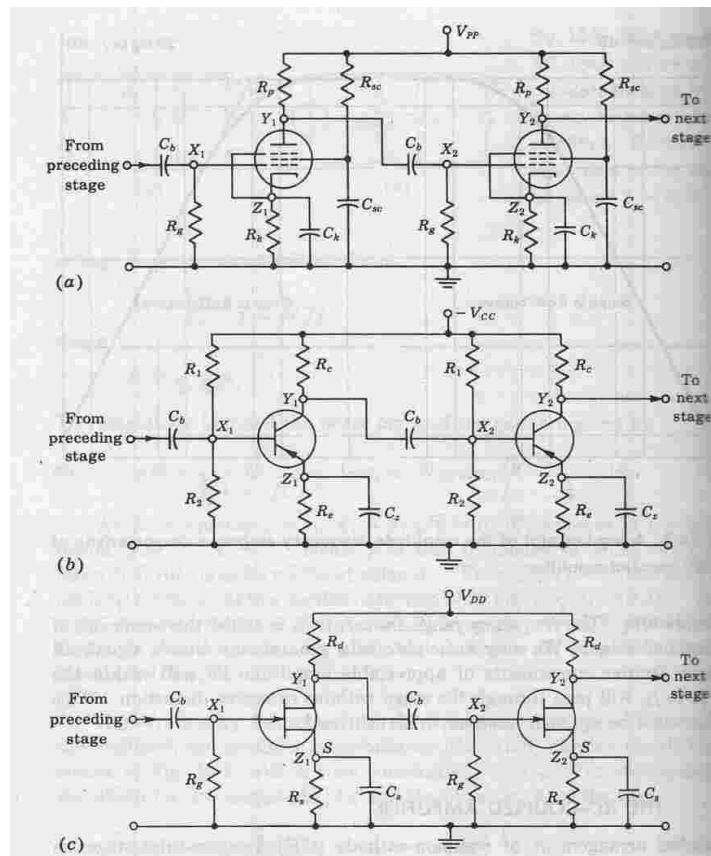 V_PP
R_p R_sc R_p R_sc
Y_1 Y_2
To
next
stage
From
preceding
stage
C_b X_1 C_b X_2
Z_1 Z_2
R_g R_k C_k C_sc R_g R_k C_k C_sc
(a)
-V_CC
R_1 R_c R_1 R_c
Y_1 Y_2
To
next
stage
From
preceding
stage
C_b X_1 C_b X_2
Z_1 Z_2
R_2 R_e C_z R_2 R_e C_z
(b)
V_DD
R_d R_d
Y_1 Y_2
To
next
stage
From
preceding
stage
C_b X_1 C_b X_2
Z_1 S Z_2 S
R_g R_s C_s R_g R_s C_s
(c)